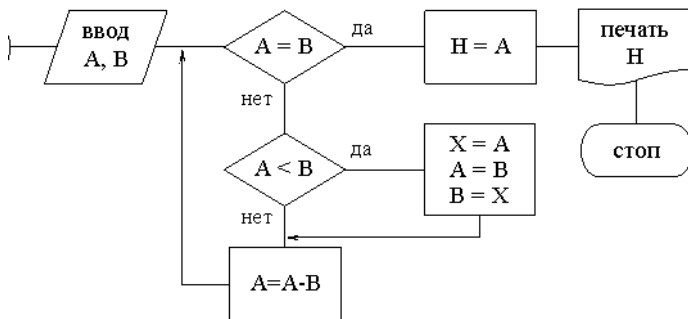 ввод
A, B
A = B
да
H = A
печать
H
нет
стоп
A < B
да
X = A
A = B
B = X
нет
A=A-B